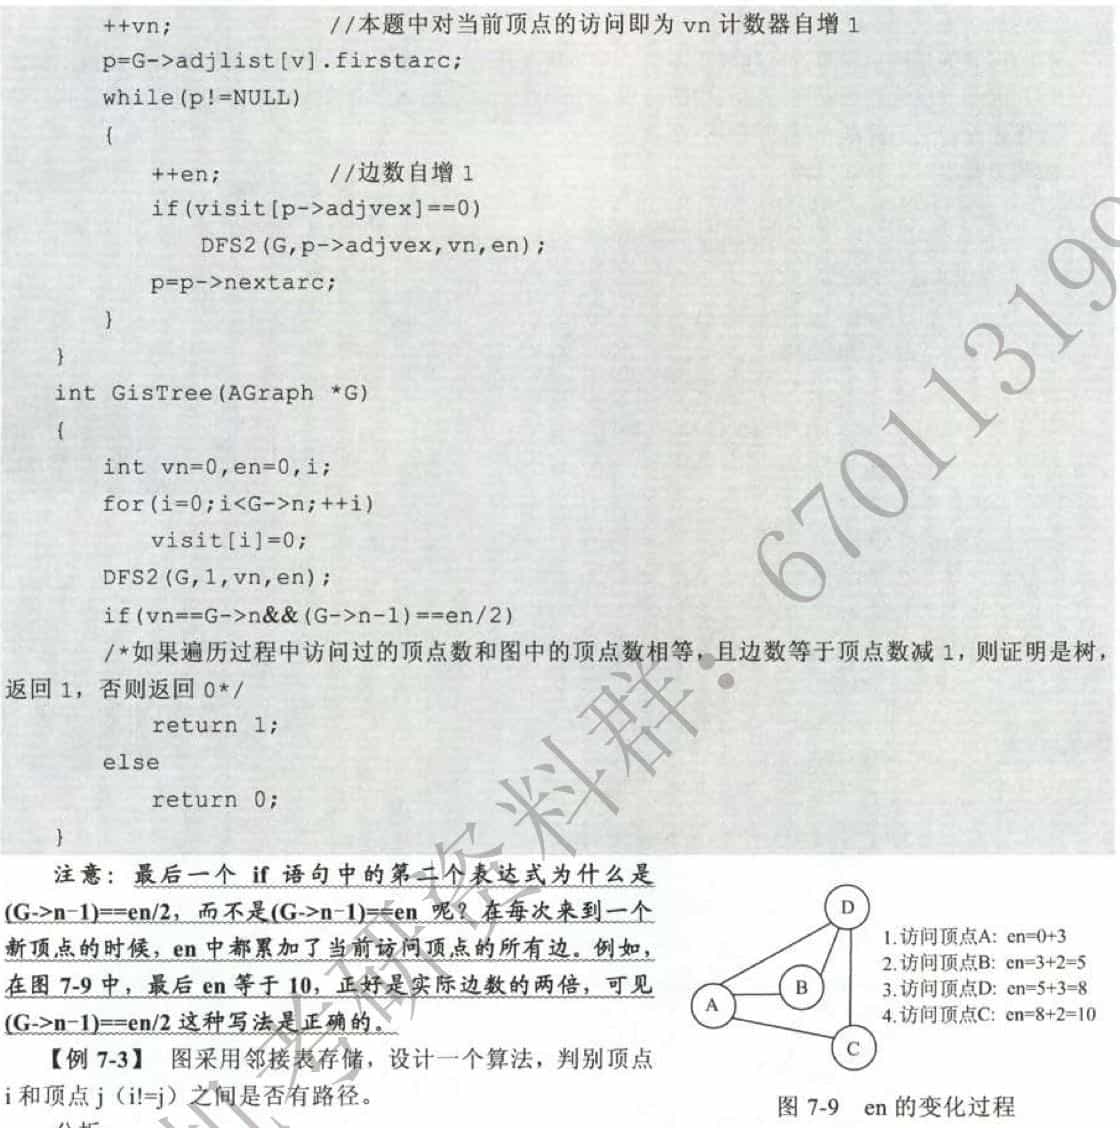 ++vn; //本题中对当前顶点的访问即为 vn 计数器自增 1
p=G->adjlist[v].firstarc;
while(p!=NULL)
{
++en; //边数自增 1
if(visit[p->adjvex]==0)
DFS2(G,p->adjvex,vn,en);
p=p->nextarc;
}
}
int GisTree(AGraph *G)
{
int vn=0,en=0,i;
for(i=0;i<G->n;++i)
visit[i]=0;
DFS2(G,1,vn,en);
if(vn==G->n&&(G->n-1)==en/2)
/*如果遍历过程中访问过的顶点数和图中的顶点数相等，且边数等于顶点数减 1，则证明是树，
返回 1，否则返回 0*/
return 1;
else
return 0;
}
注意：最后一个 if 语句中的第二个表达式为什么是
(G->n-1)==en/2，而不是(G->n-1)==en 呢？在每次来到一个
新顶点的时候，en 中都累加了当前访问顶点的所有边。例如，
在图 7-9 中，最后 en 等于 10，正好是实际边数的两倍，可见
(G->n-1)==en/2 这种写法是正确的。
【例 7-3】 图采用邻接表存储，设计一个算法，判别顶点
i 和顶点 j（i!=j）之间是否有路径。
D
B
A
C
1.访问顶点A: en=0+3
2.访问顶点B: en=3+2=5
3.访问顶点D: en=5+3=8
4.访问顶点C: en=8+2=10
图 7-9 en 的变化过程
考研资料群：67011319